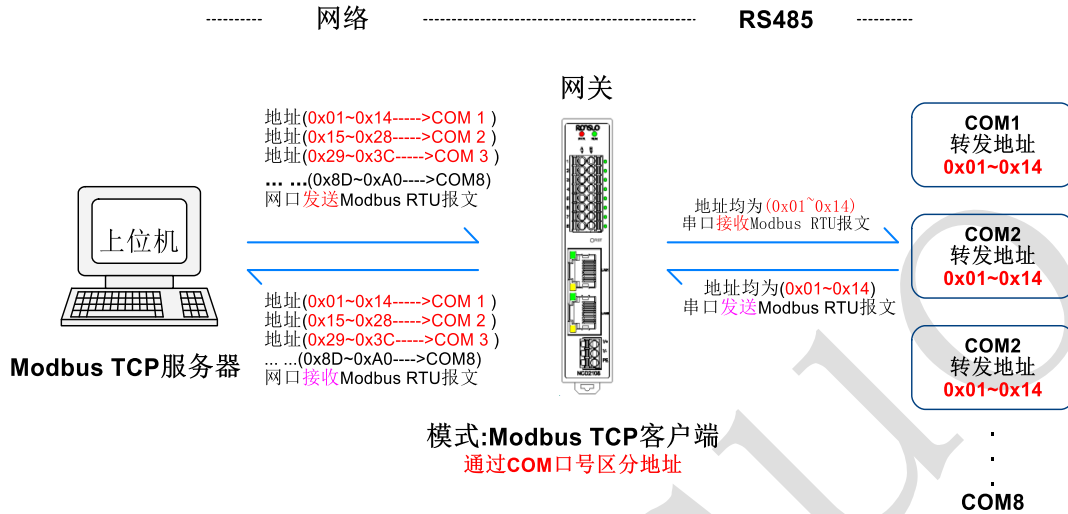 网络
RS485
网关
地址(0x01~0x14----->COM 1 )
地址(0x15~0x28----->COM 2 )
地址(0x29~0x3C----->COM 3 )
... ...(0x8D~0xA0---->COM8)
网口发送Modbus RTU报文
上位机
Modbus TCP服务器
地址(0x01~0x14----->COM 1 )
地址(0x15~0x28----->COM 2 )
地址(0x29~0x3C----->COM 3 )
... ...(0x8D~0xA0---->COM8)
网口接收Modbus RTU报文
NCD2108
模式:Modbus TCP客户端
通过COM口号区分地址
地址均为(0x01~0x14)
串口接收Modbus RTU报文
地址均为(0x01~0x14)
串口发送Modbus RTU报文
COM1
转发地址
0x01~0x14
COM2
转发地址
0x01~0x14
COM2
转发地址
0x01~0x14
COM8